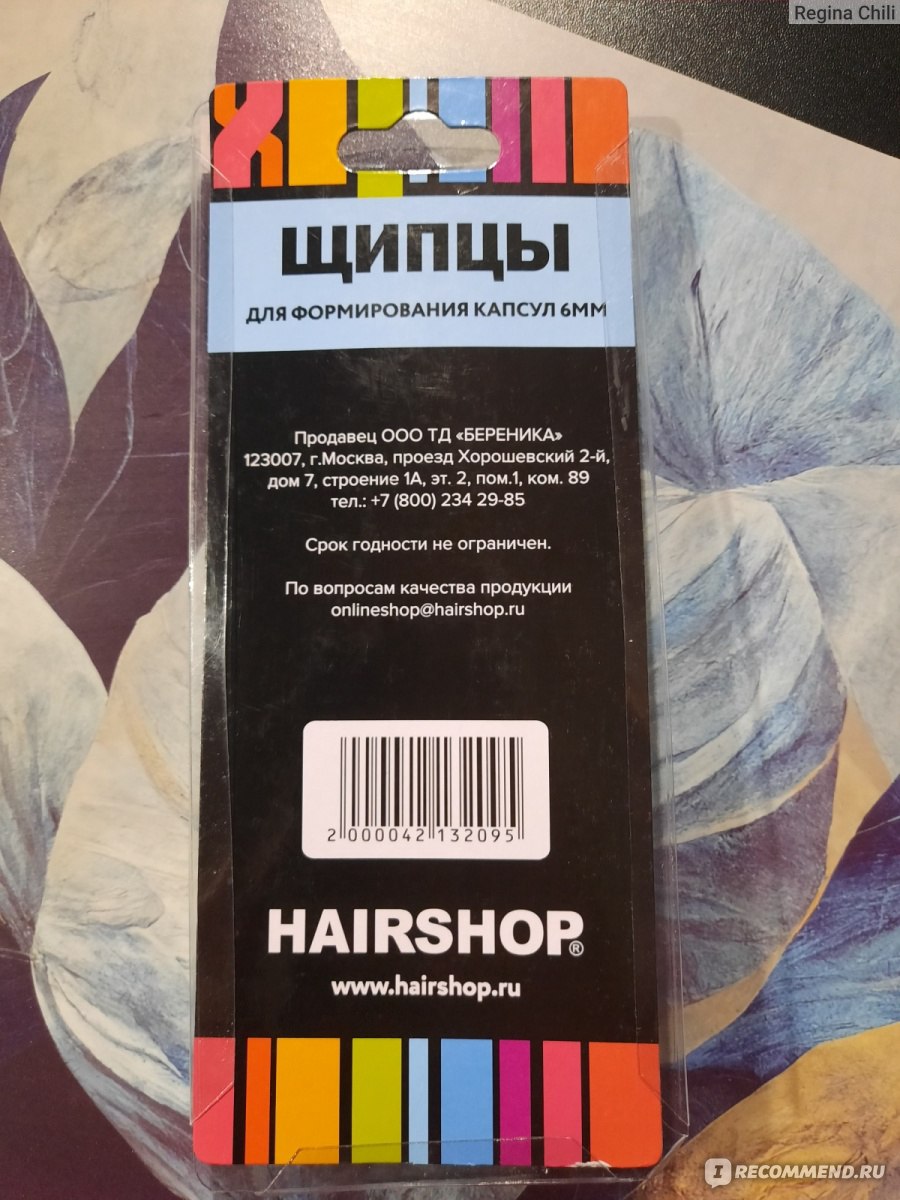 Regina Chili
ЩИПЦЫ
ДЛЯ ФОРМИРОВАНИЯ КАПСУЛ 6ММ
Продавец ООО ТД «БЕРЕНИКА»
123007, г.Москва, проезд Хорошевский 2-й,
дом 7, строение 1А, эт. 2, пом.1, ком. 89
тел.: +7 (800) 234 29-85
Срок годности не ограничен.
По вопросам качества продукции
onlineshop@hairshop.ru
2 000042 132095
HAIRSHOP®
www.hairshop.ru
I RECOMMEND.RU